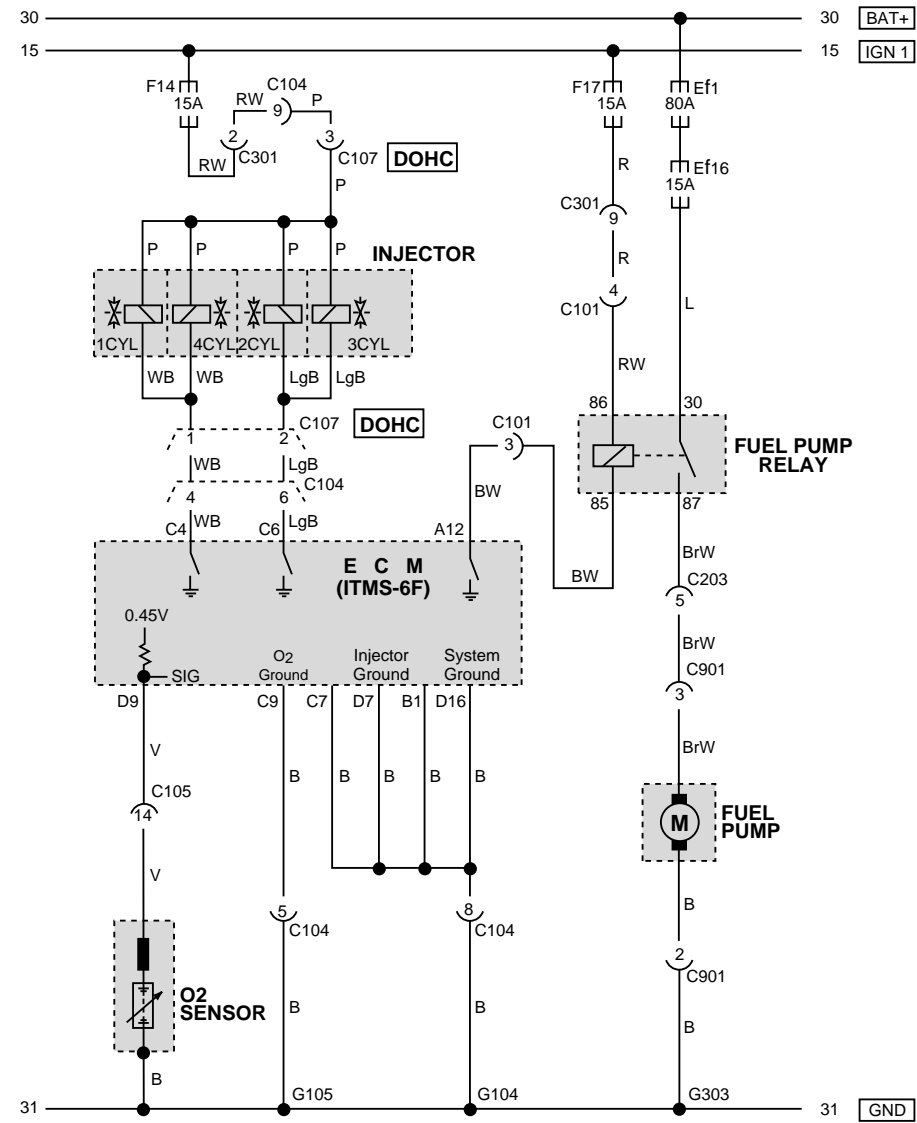 30 30 BAT+
15 15 IGN 1
F14 C104 F17 Ef1
15A RW 9 P 15A 80A
2 3
RW C301 C107 DOHC R Ef16
15A
P C301
9
P P P P INJECTOR R L
4
C101
1CYL 4CYL 2CYL 3CYL
WB WB LgB LgB RW
C107 DOHC C101 86 30
1 2 3 FUEL PUMP
RELAY
WB LgB C104
4 6 BW 85 87
C4 WB C6 LgB A12
E C M BrW
(ITMS-6F) BW C203
5
0.45V
O2 Injector System BrW
SIG Ground Ground Ground C901
D9 C9 C7 D7 B1 D16 3
V B B B B B BrW
C105
14 M FUEL
PUMP
V
5 8 B
C104 C104 2
C901
O2
SENSOR B B B
B G105 G104 G303
31 31 GND